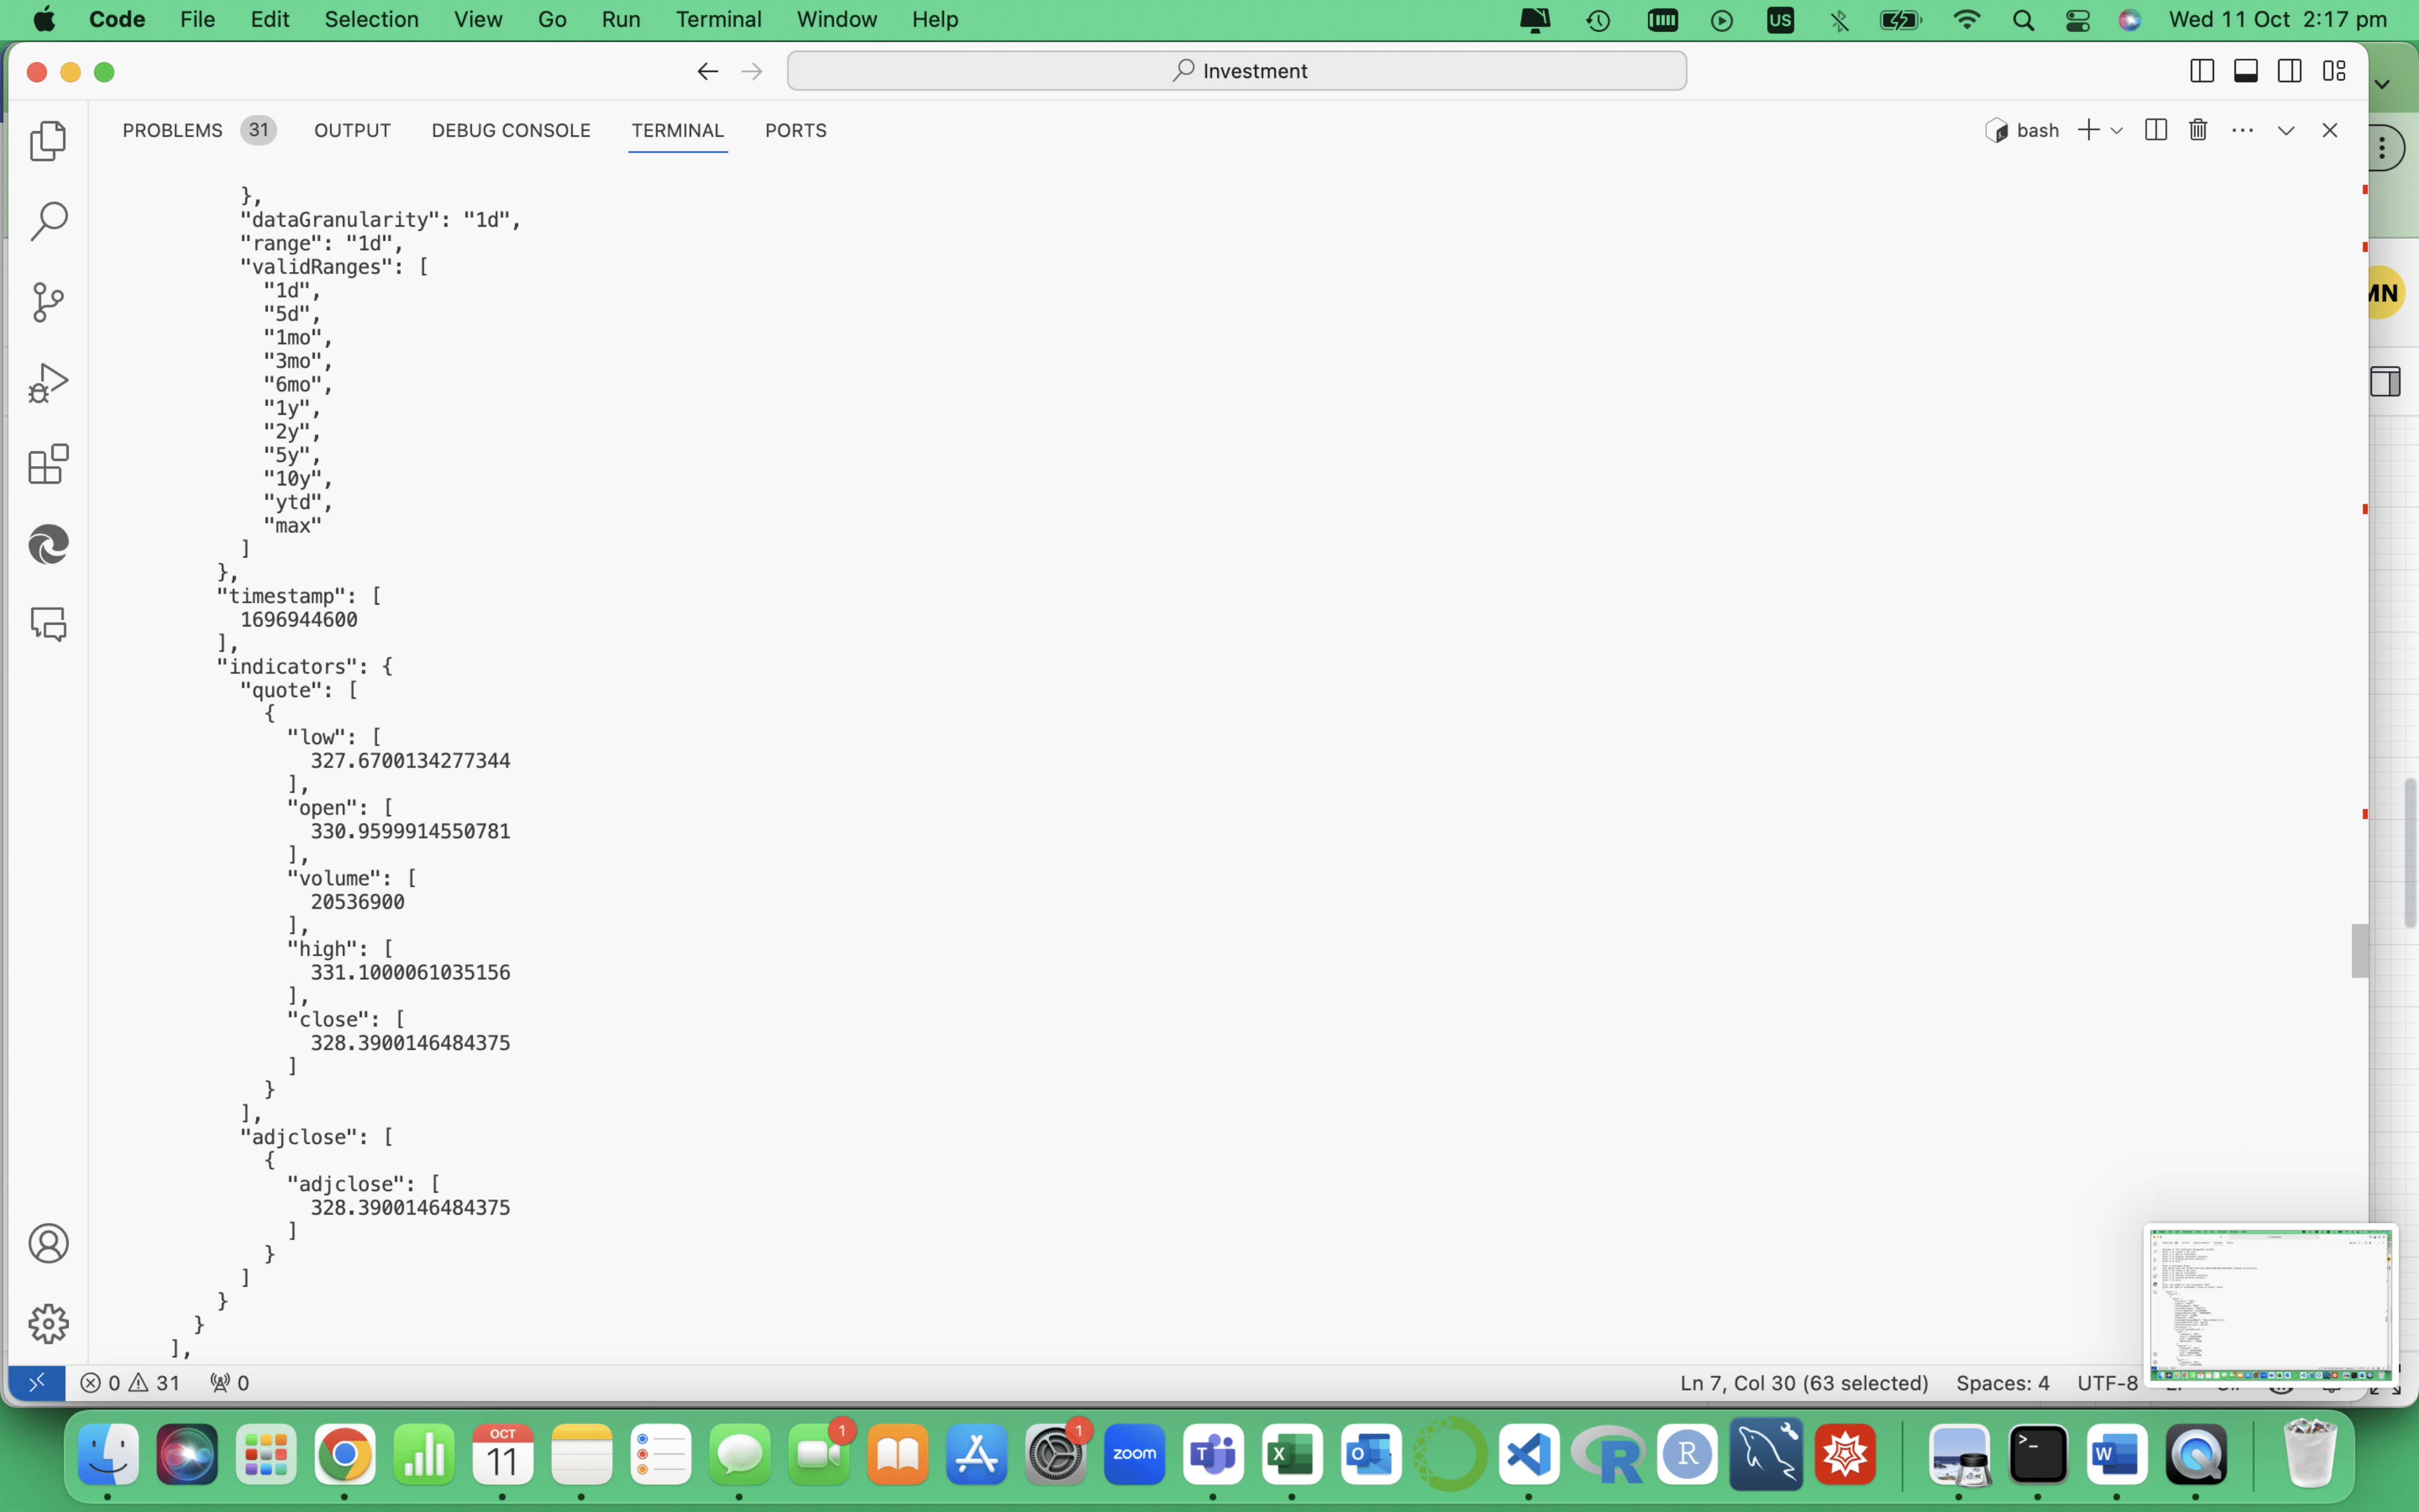 Code File Edit Selection View Go Run Terminal Window Help US Wed 11 Oct 2:17 pm
Investment
PROBLEMS 31 OUTPUT DEBUG CONSOLE TERMINAL PORTS bash
},
"dataGranularity": "1d",
"range": "1d",
"validRanges": [
"1d",
"5d",
"1mo",
"3mo",
"6mo",
"1y",
"2y",
"5y",
"10y",
"ytd",
"max"
]
},
"timestamp": [
1696944600
],
"indicators": {
"quote": [
{
"low": [
327.6700134277344
],
"open": [
330.9599914550781
],
"volume": [
20536900
],
"high": [
331.1000061035156
],
"close": [
328.3900146484375
]
}
],
"adjclose": [
{
"adjclose": [
328.3900146484375
]
}
]
}
}
],
MN
0 31 0 Ln 7, Col 30 (63 selected) Spaces: 4 UTF-8
OCT
11
1
1
zoom
T
X
O
R
R
>_
W